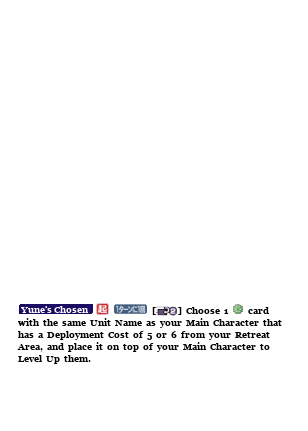 Yune's Chosen 起 1ターンに1回 [2] Choose 1 card
with the same Unit Name as your Main Character that
has a Deployment Cost of 5 or 6 from your Retreat
Area, and place it on top of your Main Character to
Level Up them.